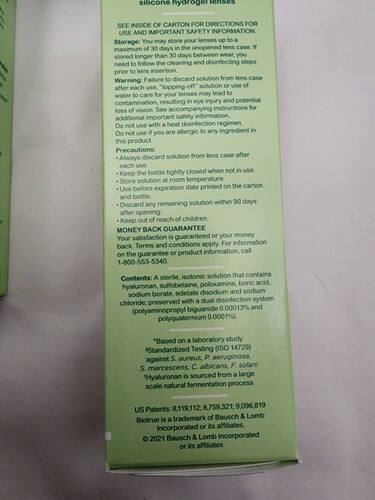 silicone hydrogel lenses
SEE INSIDE OF CARTON FOR DIRECTIONS FOR
USE AND IMPORTANT SAFETY INFORMATION.
Storage: You may store your lenses up to a
maximum of 30 days in the unopened lens case. If
stored longer than 30 days between wear, you
need to follow the cleaning and disinfecting steps
prior to lens insertion.
Warning: Failure to discard solution from lens case
after each use, "topping-off" solution or use of
water to care for your lenses may lead to
contamination, resulting in eye injury and potential
loss of vision. See accompanying instructions for
additional important safety information.
Do not use with a heat disinfection regimen.
Do not use if you are allergic to any ingredient in
this product.
Precautions:
• Always discard solution from lens case after
each use.
• Keep the bottle tightly closed when not in use.
• Store solution at room temperature.
• Use before expiration date printed on the carton
and bottle.
• Discard any remaining solution within 90 days
after opening.
• Keep out of reach of children.
MONEY BACK GUARANTEE
Your satisfaction is guaranteed or your money
back. Terms and conditions apply. For information
on the guarantee or product information, call
1-800-553-5340.
Contents: A sterile, isotonic solution that contains
hyaluronan, sulfobetaine, poloxamine, boric acid,
sodium borate, edetate disodium and sodium
chloride; preserved with a dual disinfection system
(polyaminopropyl biguanide 0.00013% and
polyquaternium 0.0001%).
*Based on a laboratory study
Standardized Testing (ISO 14729)
against S. aureus, P. aeruginosa,
S. marcescens, C. albicans, F. solani
Hyaluronan is sourced from a large
scale natural fermentation process
US Patents: 8,119,112; 8,759,321; 9,096,819
Biotrue is a trademark of Bausch & Lomb
Incorporated or its affiliates.
© 2021 Bausch & Lomb Incorporated
or its affiliates